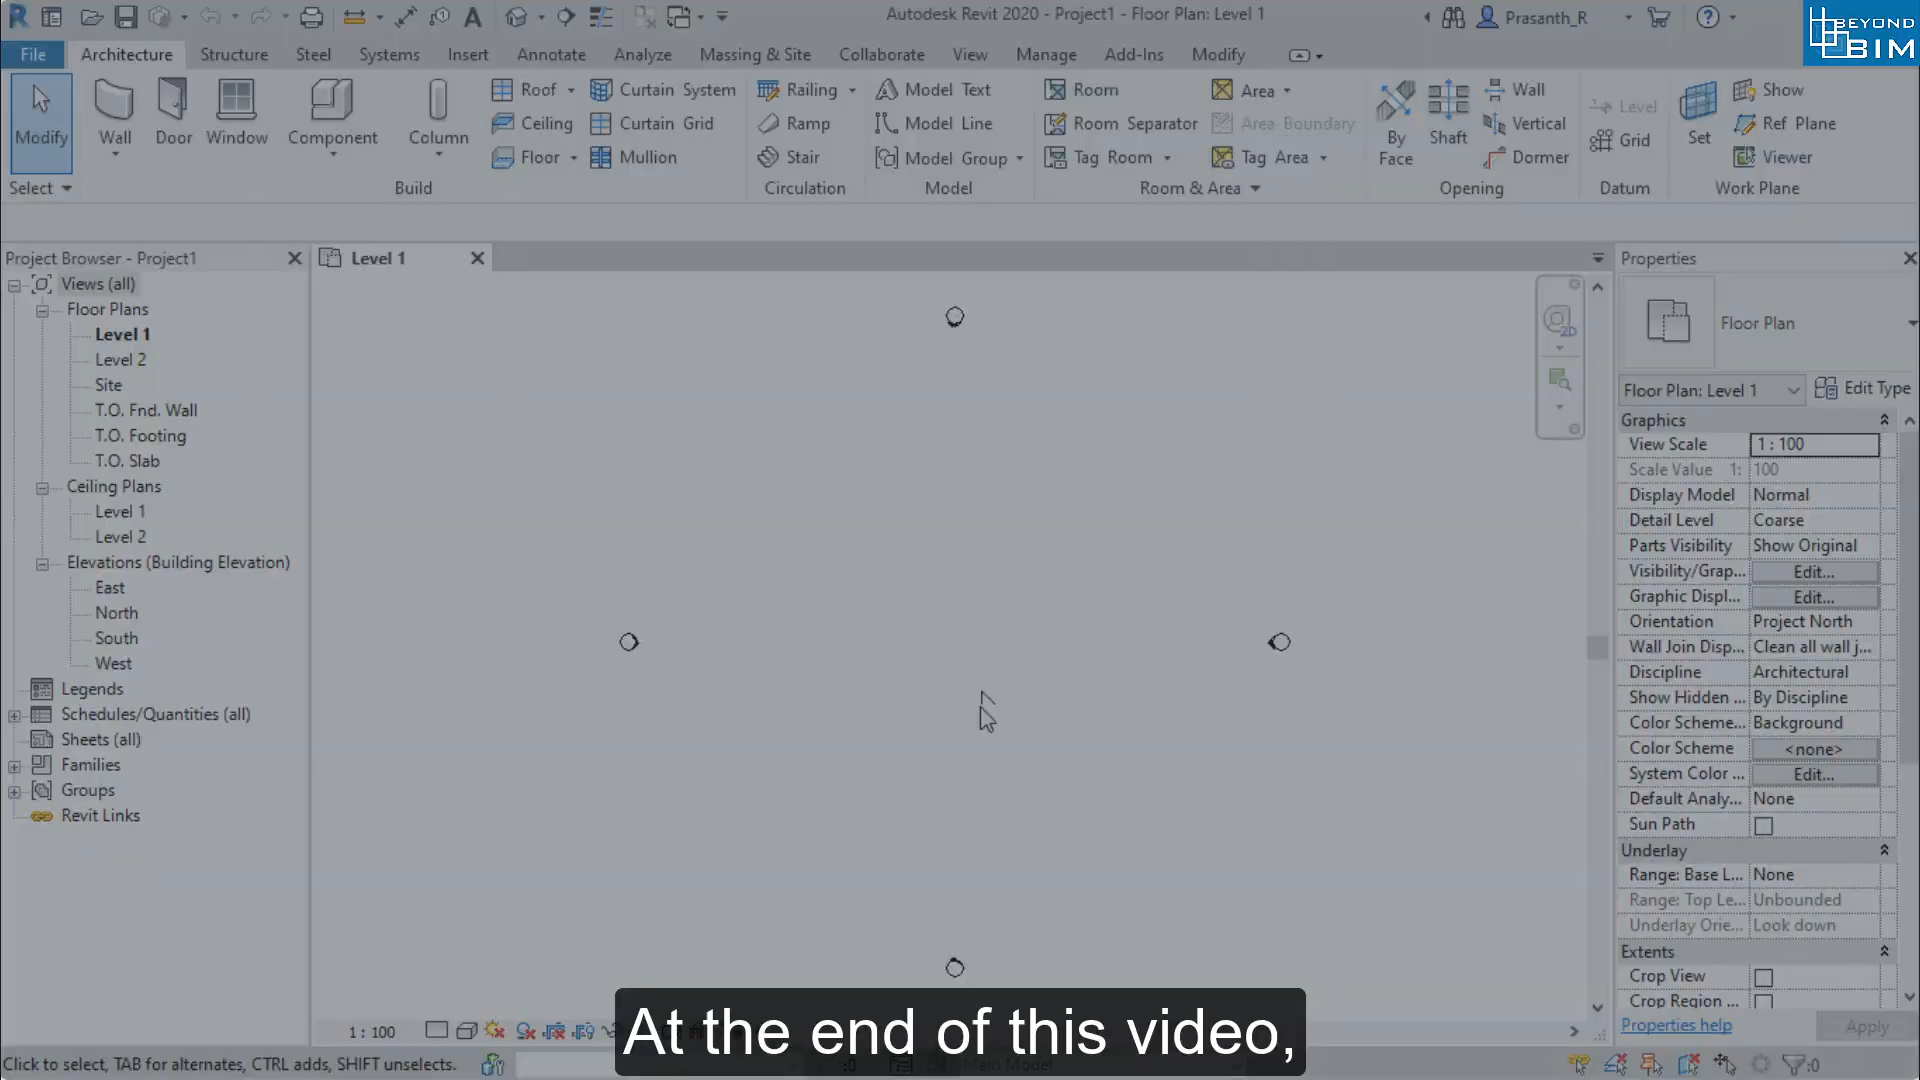 Autodesk Revit 2020 - Project1 - Floor Plan: Level 1
Prasanth_R
BEYOND
BIM
File Architecture Structure Steel Systems Insert Annotate Analyze Massing & Site Collaborate View Manage Add-Ins Modify
Roof Curtain System Railing Model Text Room Area Wall Level Show
Ceiling Curtain Grid Ramp Model Line Room Separator Area Boundary Vertical Grid Ref Plane
Floor Mullion Stair Model Group Tag Room Tag Area Dormer Viewer
Modify Wall Door Window Component Column By Face Shaft Set
Select Build Circulation Model Room & Area Opening Datum Work Plane
Project Browser - Project1
Views (all)
Floor Plans
Level 1
Level 2
Site
T.O. Fnd. Wall
T.O. Footing
T.O. Slab
Ceiling Plans
Level 1
Level 2
Elevations (Building Elevation)
East
North
South
West
Legends
Schedules/Quantities (all)
Sheets (all)
Families
Groups
Revit Links
Level 1
2D
Properties
Floor Plan
Floor Plan: Level 1 Edit Type
Graphics
View Scale 1 : 100
Scale Value 1: 100
Display Model Normal
Detail Level Coarse
Parts Visibility Show Original
Visibility/Grap... Edit...
Graphic Displ... Edit...
Orientation Project North
Wall Join Disp... Clean all wall j...
Discipline Architectural
Show Hidden ... By Discipline
Color Scheme... Background
Color Scheme <none>
System Color ... Edit...
Default Analy... None
Sun Path
Underlay
Range: Base L... None
Range: Top Le... Unbounded
Underlay Orie... Look down
Extents
Crop View
Crop Region ...
Properties help Apply
1 : 100
At the end of this video,
Click to select, TAB for alternates, CTRL adds, SHIFT unselects. :0 Main Model :0